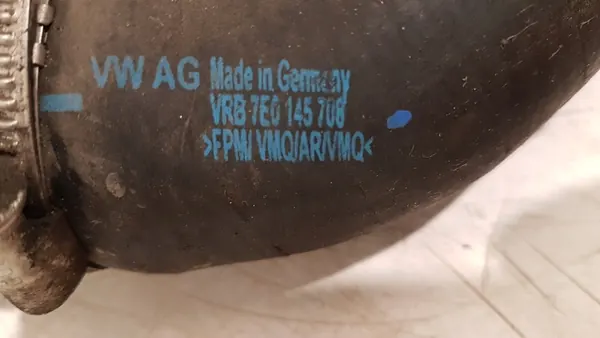 VW AG Made in Germany
VRB 7E0 145 708
>FPM/VMQ/AR/VMQ<